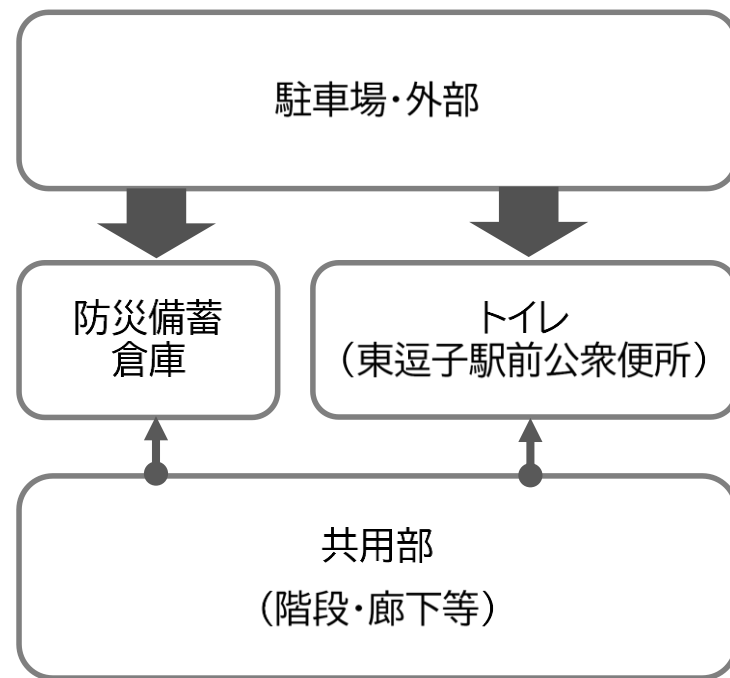 駐車場・外部
防災備蓄
倉庫
トイレ
（東逗子駅前公衆便所）
共用部
（階段・廊下等）